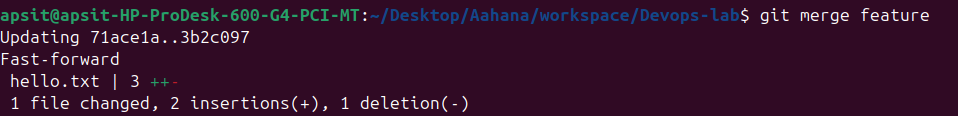 apsit@apsit-HP-ProDesk-600-G4-PCI-MT:~/Desktop/Aahana/workspace/Devops-lab$ git merge feature
Updating 71ace1a..3b2c097
Fast-forward
 hello.txt | 3 ++-
 1 file changed, 2 insertions(+), 1 deletion(-)